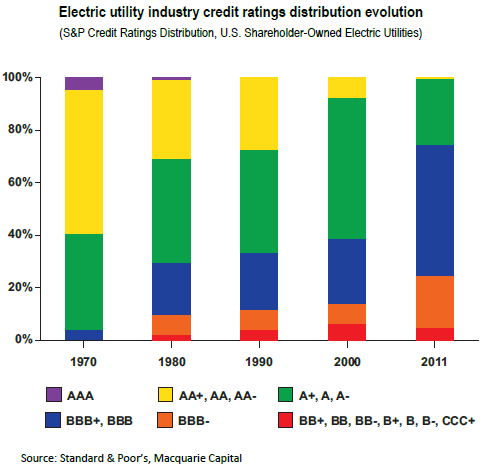 Electric utility industry credit ratings distribution evolution
(S&P Credit Ratings Distribution, U.S. Shareholder-Owned Electric Utilities)
100%
80%
60%
40%
20%
0%
1970 1980 1990 2000 2011
AAA AA+, AA, AA- A+, A, A-
BBB+, BBB BBB- BB+, BB, BB-, B+, B, B-, CCC+
Source: Standard & Poor's, Macquarie Capital